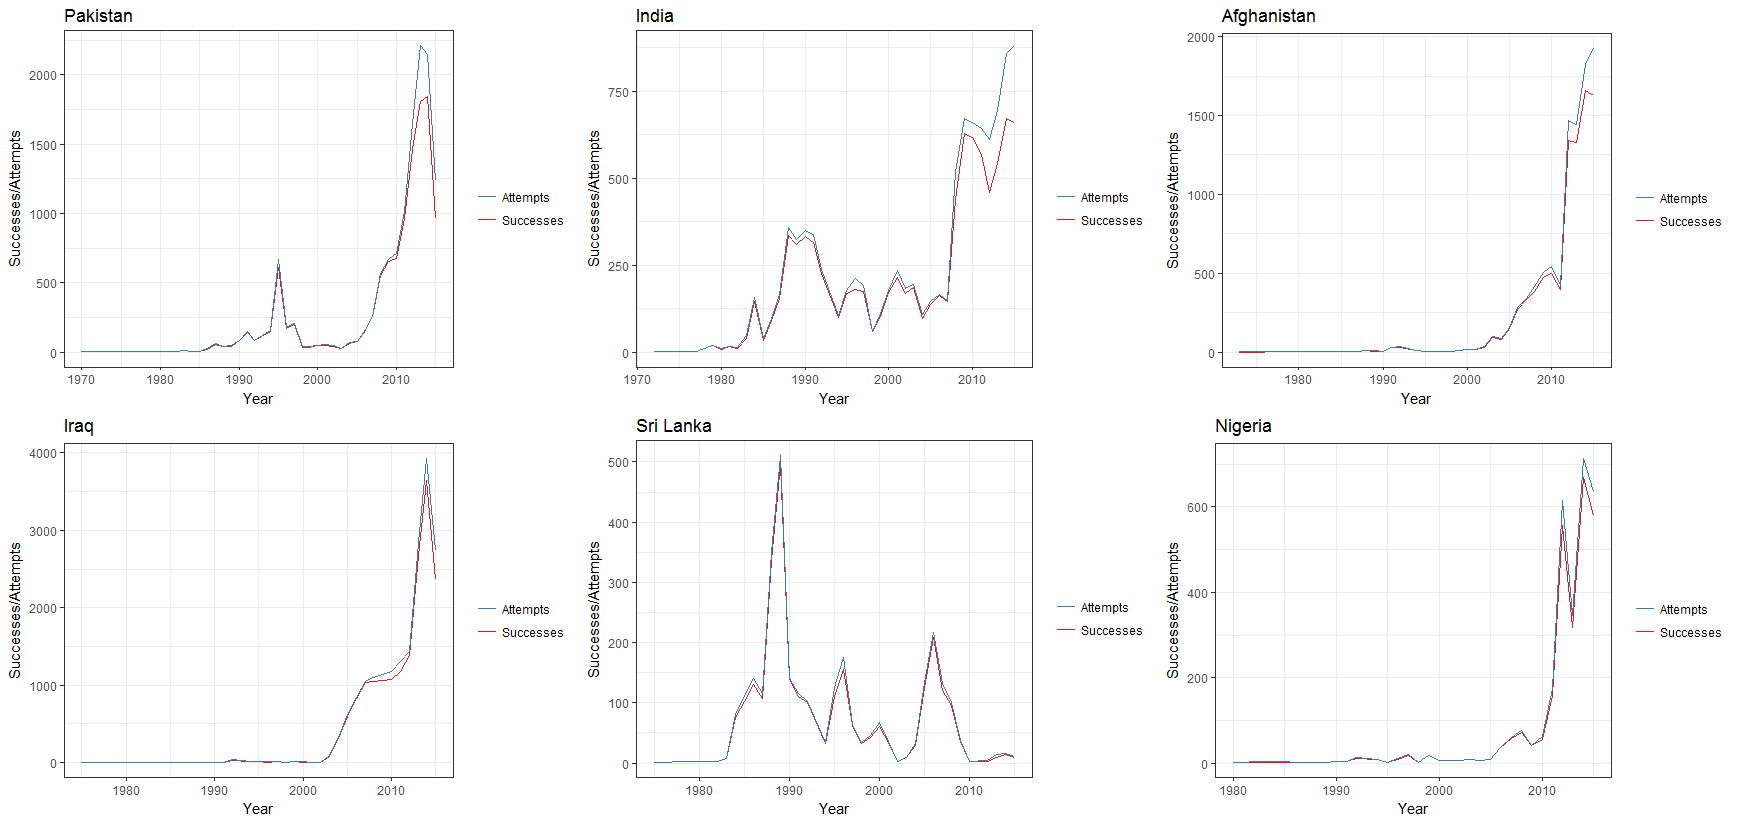 Pakistan
Successes/Attempts
2000
1500
1000
500
0
1970 1980 1990 2000 2010
Year
Attempts
Successes
India
Successes/Attempts
750
500
250
0
1970 1980 1990 2000 2010
Year
Attempts
Successes
Afghanistan
Successes/Attempts
2000
1500
1000
500
0
1980 1990 2000 2010
Year
Attempts
Successes
Iraq
Successes/Attempts
4000
3000
2000
1000
0
1980 1990 2000 2010
Year
Attempts
Successes
Sri Lanka
Successes/Attempts
500
400
300
200
100
0
1980 1990 2000 2010
Year
Attempts
Successes
Nigeria
Successes/Attempts
600
400
200
0
1980 1990 2000 2010
Year
Attempts
Successes